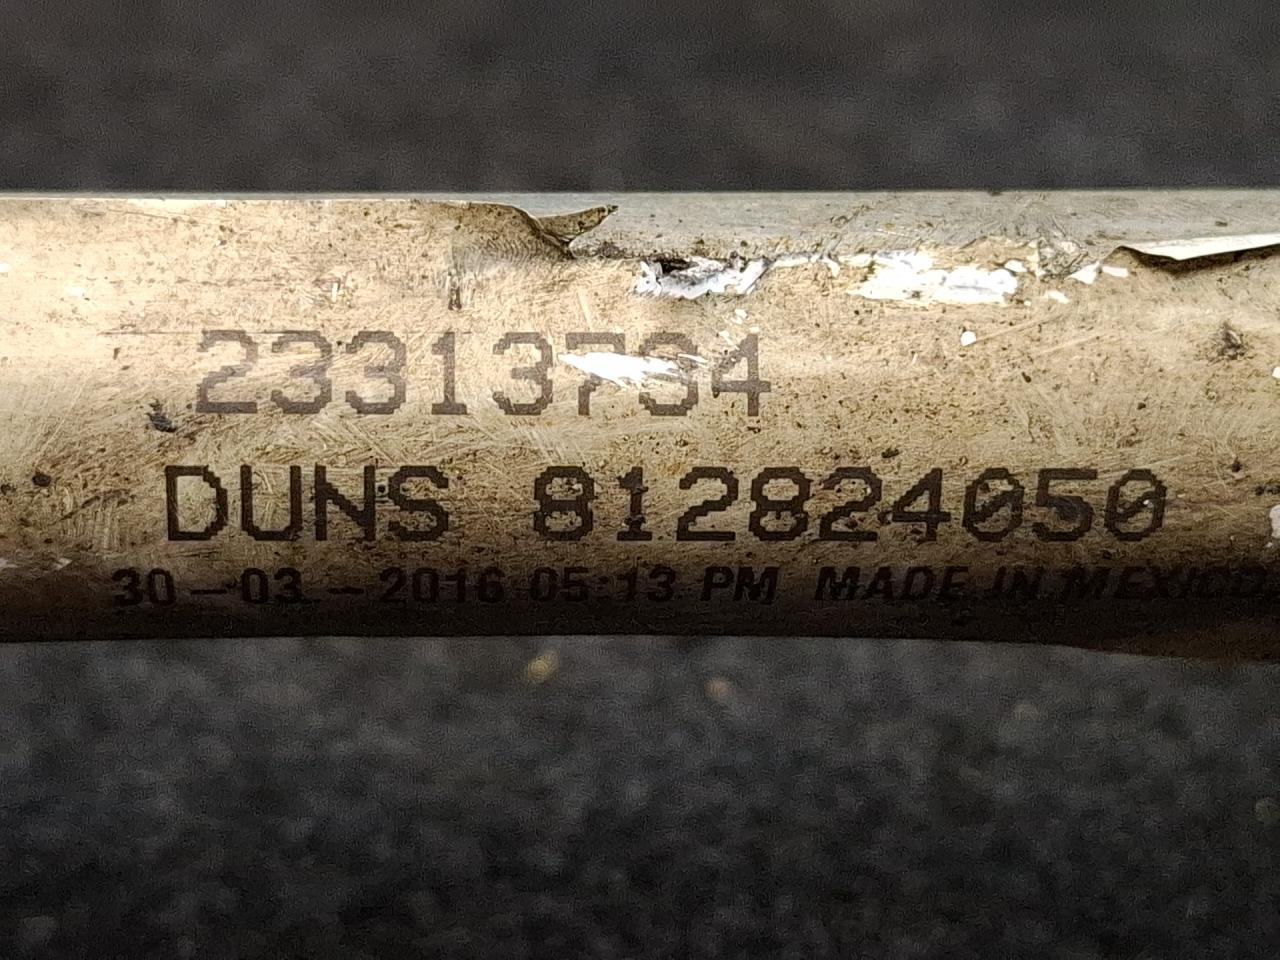 23313734
DUNS 812824050
30-03-2016 05:13 PM MADE IN MEXICO